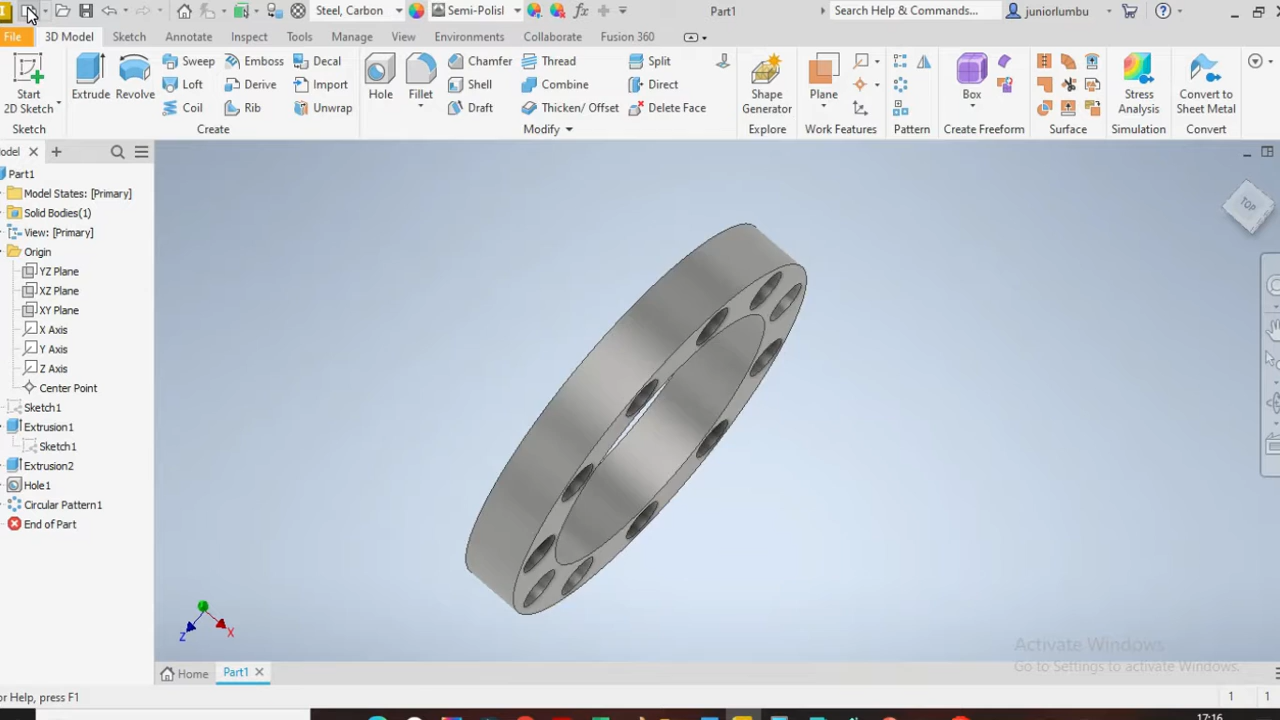 I Steel, Carbon Semi-Polisl fx Part1 Search Help & Commands... juniorlumbu
File 3D Model Sketch Annotate Inspect Tools Manage View Environments Collaborate Fusion 360
Start 2D Sketch
Extrude Revolve
Sweep Emboss Decal
Loft Derive Import
Coil Rib Unwrap
Hole Fillet
Chamfer Thread Split
Shell Combine Direct
Draft Thicken/ Offset Delete Face
Shape Generator
Plane
Box
Stress Analysis
Convert to Sheet Metal
Sketch Create Modify Explore Work Features Pattern Create Freeform Surface Simulation Convert
odel
Part1
Model States: [Primary]
Solid Bodies(1)
View: [Primary]
Origin
YZ Plane
XZ Plane
XY Plane
X Axis
Y Axis
Z Axis
Center Point
Sketch1
Extrusion1
Sketch1
Extrusion2
Hole1
Circular Pattern1
End of Part
TOP
Z X
Activate Windows
Go to Settings to activate Windows.
Home Part1
or Help, press F1 1 1
17:16